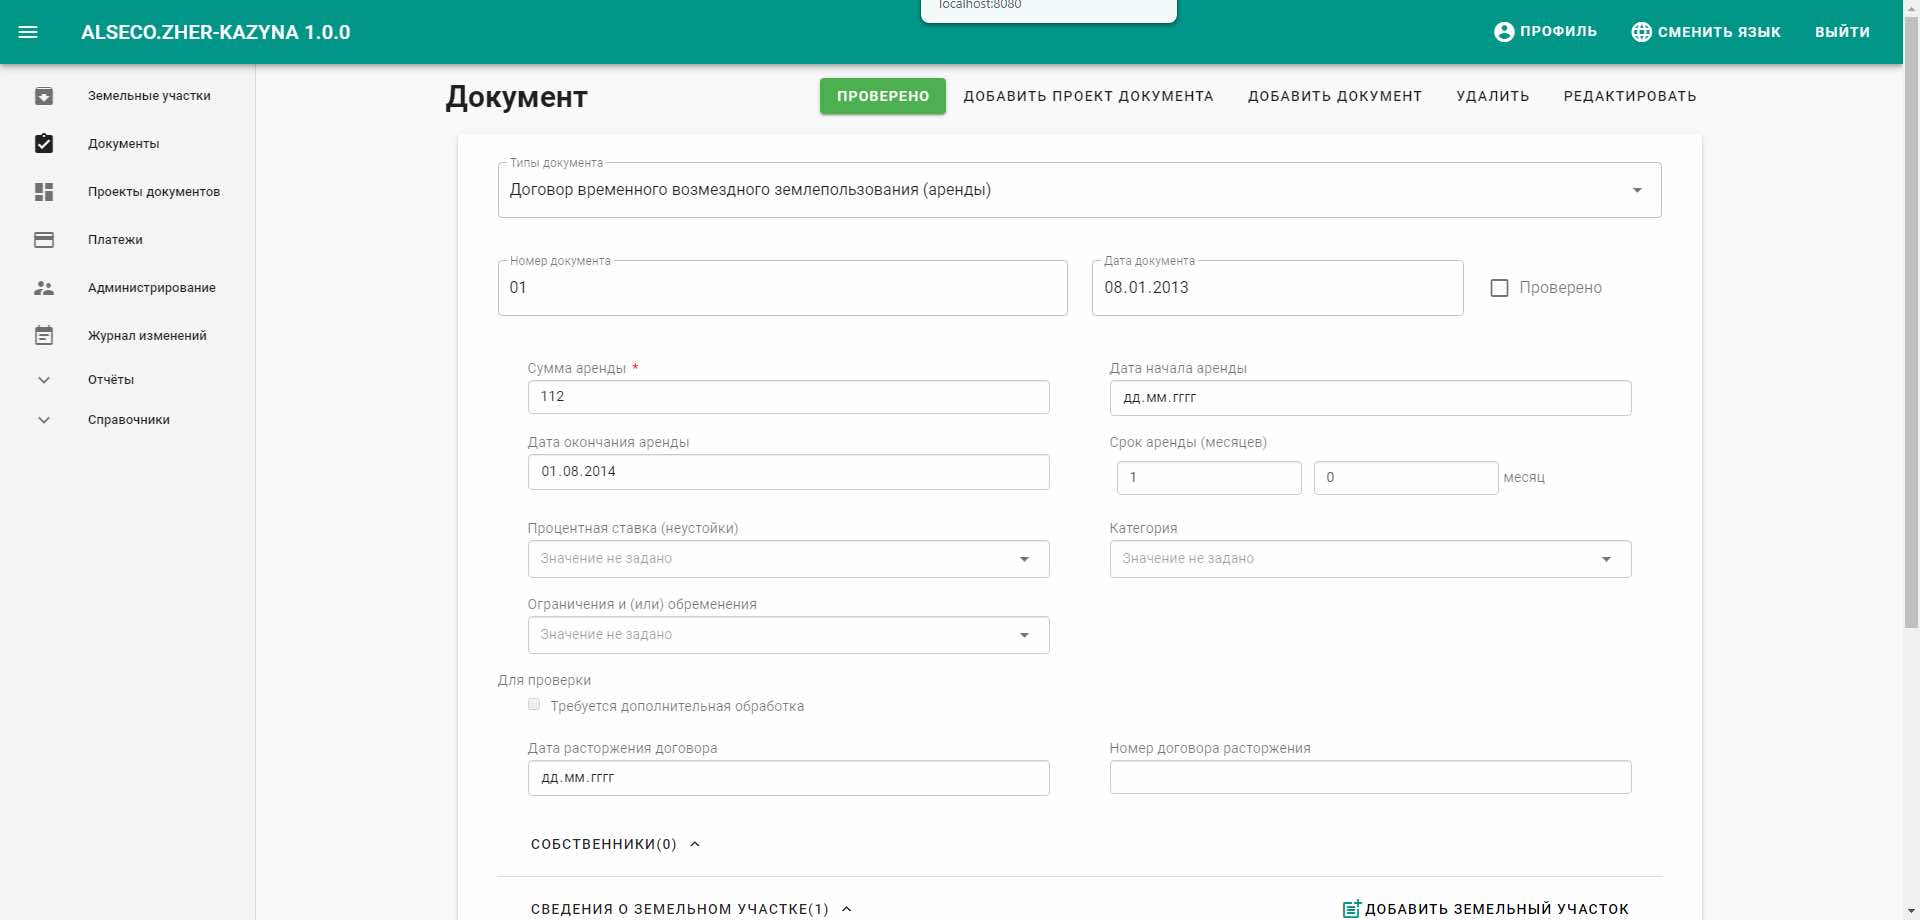 localhost:8080
ALSECO.ZHER-KAZYNA 1.0.0
ПРОФИЛЬ
СМЕНИТЬ ЯЗЫК
ВЫЙТИ
Земельные участки
Документы
Проекты документов
Платежи
Администрирование
Журнал изменений
Отчёты
Справочники
Документ
ПРОВЕРЕНО
ДОБАВИТЬ ПРОЕКТ ДОКУМЕНТА
ДОБАВИТЬ ДОКУМЕНТ
УДАЛИТЬ
РЕДАКТИРОВАТЬ
Типы документа
Договор временного возмездного землепользования (аренды)
Номер документа
01
Дата документа
08.01.2013
Проверено
Сумма аренды *
112
Дата начала аренды
дд.мм.гггг
Дата окончания аренды
01.08.2014
Срок аренды (месяцев)
1
0
месяц
Процентная ставка (неустойки)
Значение не задано
Категория
Значение не задано
Ограничения и (или) обременения
Значение не задано
Для проверки
Требуется дополнительная обработка
Дата расторжения договора
дд.мм.гггг
Номер договора расторжения
СОБСТВЕННИКИ(0)
СВЕДЕНИЯ О ЗЕМЕЛЬНОМ УЧАСТКЕ(1)
ДОБАВИТЬ ЗЕМЕЛЬНЫЙ УЧАСТОК